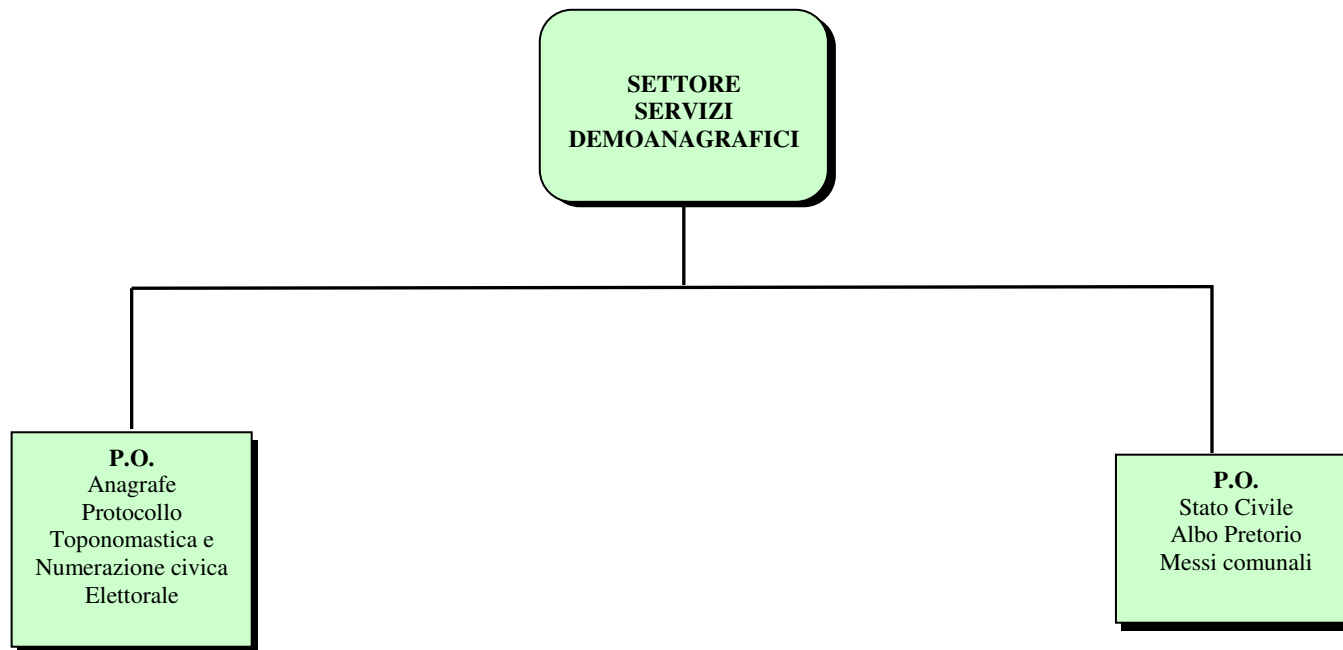 SETTORE
SERVIZI
DEMOANAGRAFICI
P.O.
Anagrafe
Protocollo
Toponomastica e
Numerazione civica
Elettorale
P.O.
Stato Civile
Albo Pretorio
Messi comunali